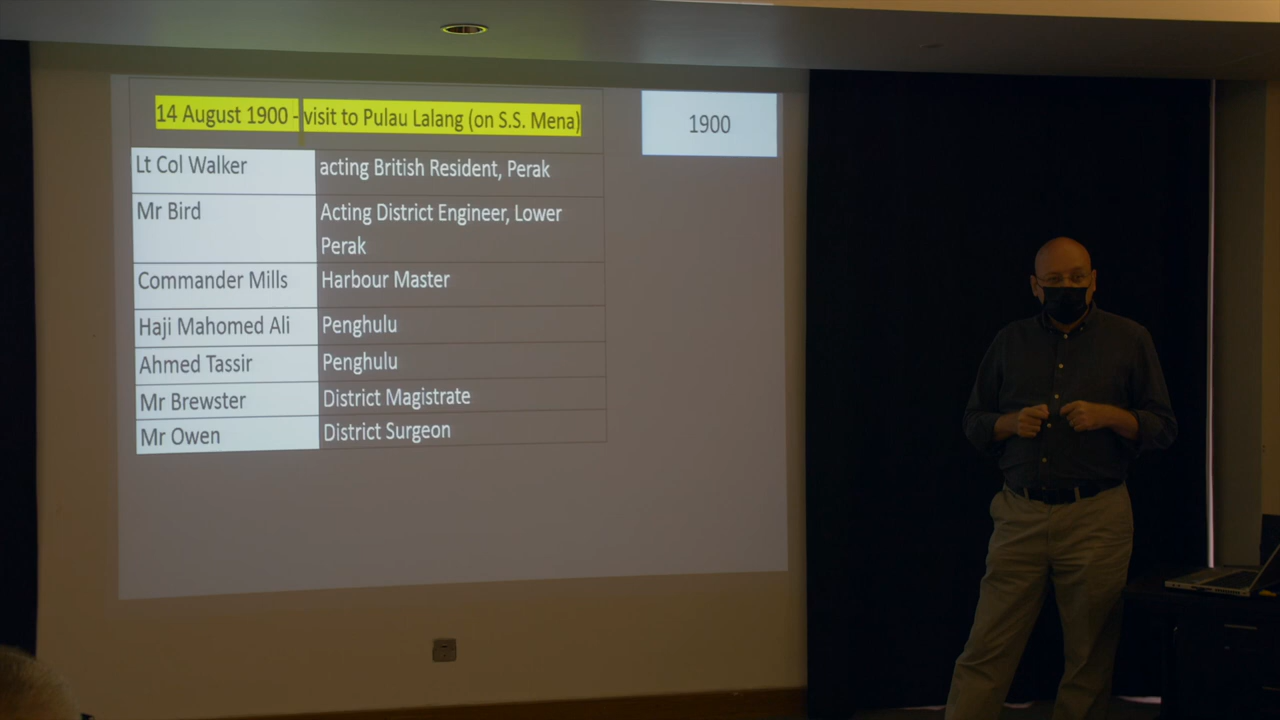 14 August 1900 - visit to Pulau Lalang (on S.S. Mena)
1900
Lt Col Walker
acting British Resident, Perak
Mr Bird
Acting District Engineer, Lower
Perak
Commander Mills
Harbour Master
Haji Mahomed Ali
Penghulu
Ahmed Tassir
Penghulu
Mr Brewster
District Magistrate
Mr Owen
District Surgeon